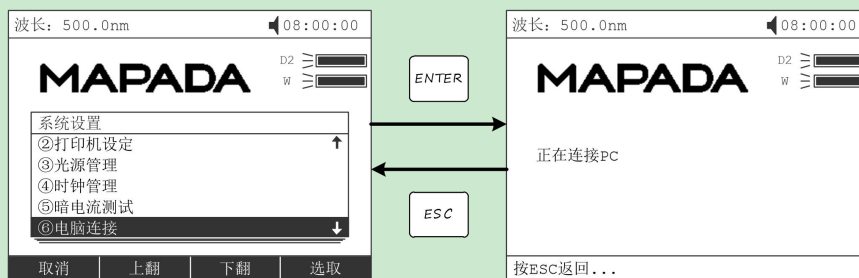 波长: 500.0nm
08:00:00
MAPADA
D2
W
系统设置
②打印机设定
③光源管理
④时钟管理
⑤暗电流测试
⑥电脑连接
取消 上翻 下翻 选取
ENTER
ESC
波长: 500.0nm
08:00:00
MAPADA
D2
W
正在连接PC
按ESC返回...